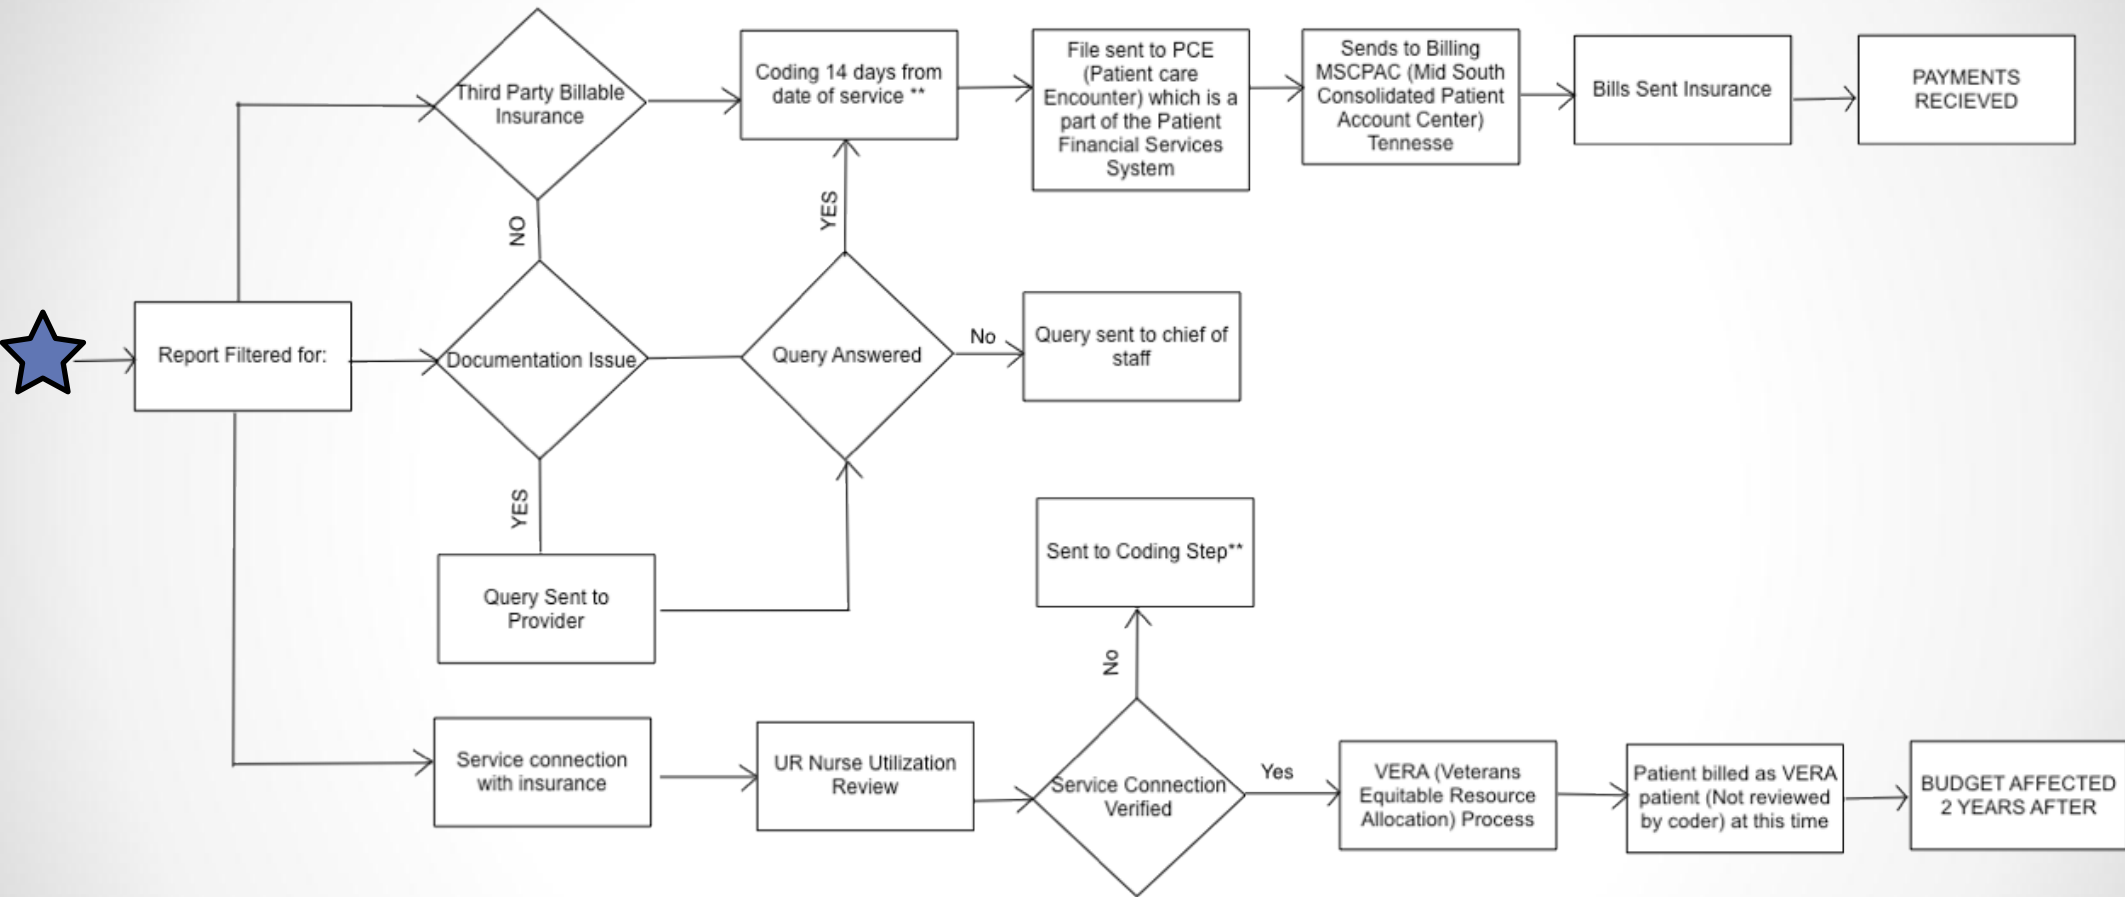 Third Party Billable
Insurance
Coding 14 days from
date of service **
File sent to PCE
(Patient care
Encounter) which is a
part of the Patient
Financial Services
System
Sends to Billing
MSCPAC (Mid South
Consolidated Patient
Account Center)
Tennesse
Bills Sent Insurance
PAYMENTS
RECIEVED
NO
YES
Report Filtered for:
Documentation Issue
Query Answered
No
Query sent to chief of
staff
YES
Query Sent to
Provider
Sent to Coding Step**
No
Service connection
with insurance
UR Nurse Utilization
Review
Service Connection
Verified
Yes
VERA (Veterans
Equitable Resource
Allocation) Process
Patient billed as VERA
patient (Not reviewed
by coder) at this time
BUDGET AFFECTED
2 YEARS AFTER